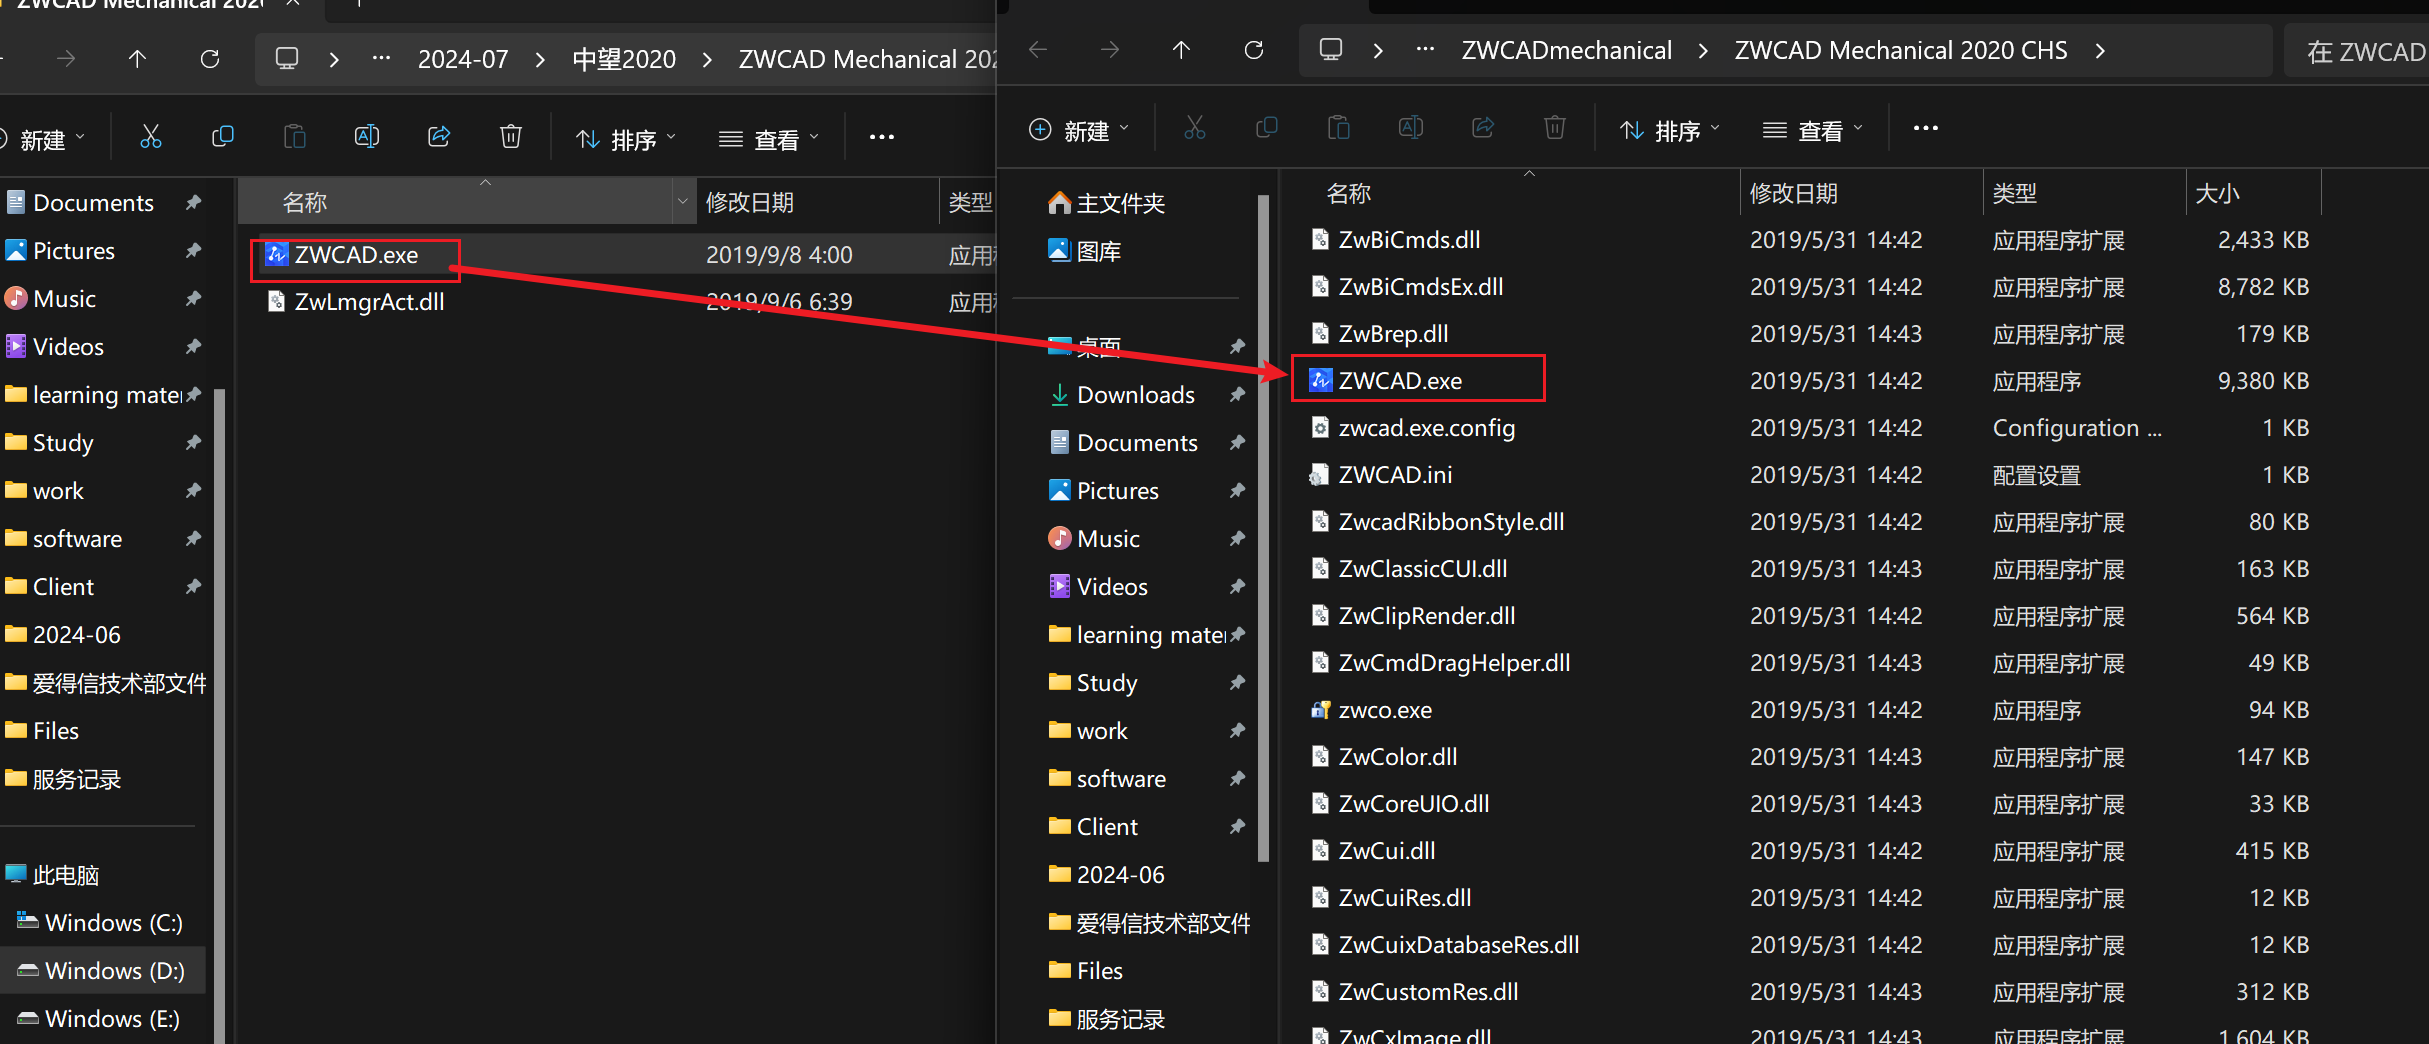 ZWCAD Mechanical 202
2024-07
中望2020
ZWCAD Mechanical 202
新建
排序
查看
名称
修改日期
类型
ZWCAD.exe
2019/9/8 4:00
应用程
ZwLmgrAct.dll
2019/9/6 6:39
应用程
Documents
Pictures
Music
Videos
learning mater
Study
work
software
Client
2024-06
爱得信技术部文件
Files
服务记录
此电脑
Windows (C:)
Windows (D:)
Windows (E:)
ZWCADmechanical
ZWCAD Mechanical 2020 CHS
在 ZWCAD
新建
排序
查看
主文件夹
图库
桌面
Downloads
Documents
Pictures
Music
Videos
learning mater
Study
work
software
Client
2024-06
爱得信技术部文件
Files
服务记录
名称 修改日期 类型 大小
ZwBiCmds.dll 2019/5/31 14:42 应用程序扩展 2,433 KB
ZwBiCmdsEx.dll 2019/5/31 14:42 应用程序扩展 8,782 KB
ZwBrep.dll 2019/5/31 14:43 应用程序扩展 179 KB
ZWCAD.exe 2019/5/31 14:42 应用程序 9,380 KB
zwcad.exe.config 2019/5/31 14:42 Configuration ... 1 KB
ZWCAD.ini 2019/5/31 14:42 配置设置 1 KB
ZwcadRibbonStyle.dll 2019/5/31 14:42 应用程序扩展 80 KB
ZwClassicCUI.dll 2019/5/31 14:43 应用程序扩展 163 KB
ZwClipRender.dll 2019/5/31 14:42 应用程序扩展 564 KB
ZwCmdDragHelper.dll 2019/5/31 14:43 应用程序扩展 49 KB
zwco.exe 2019/5/31 14:42 应用程序 94 KB
ZwColor.dll 2019/5/31 14:43 应用程序扩展 147 KB
ZwCoreUIO.dll 2019/5/31 14:43 应用程序扩展 33 KB
ZwCui.dll 2019/5/31 14:42 应用程序扩展 415 KB
ZwCuiRes.dll 2019/5/31 14:42 应用程序扩展 12 KB
ZwCuixDatabaseRes.dll 2019/5/31 14:42 应用程序扩展 12 KB
ZwCustomRes.dll 2019/5/31 14:43 应用程序扩展 312 KB
ZwCxImage.dll 2019/5/31 14:43 应用程序扩展 1,604 KB